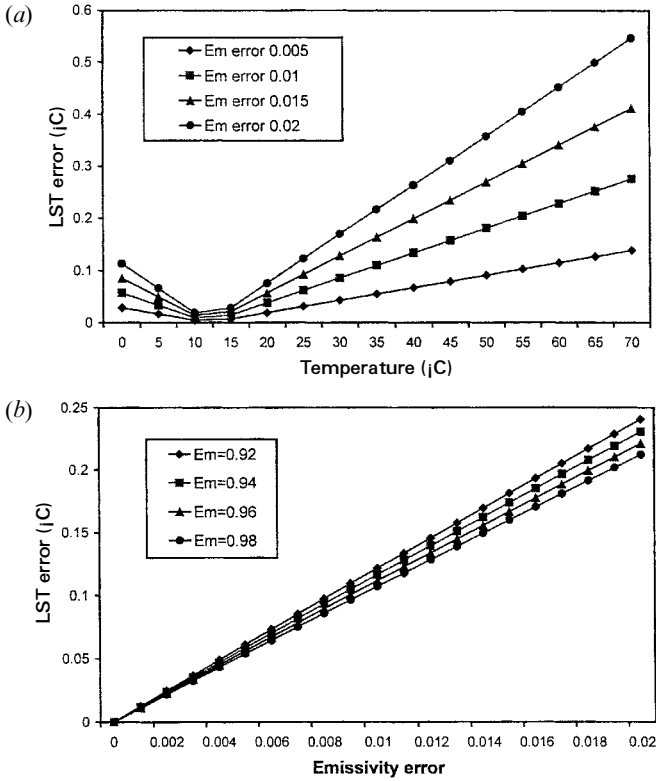 (a)
0.6
0.5
0.4
0.3
0.2
0.1
0
LST error (¡C)
Em error 0.005
Em error 0.01
Em error 0.015
Em error 0.02
0 5 10 15 20 25 30 35 40 45 50 55 60 65 70
Temperature (¡C)
(b)
0.25
0.2
0.15
0.1
0.05
0
LST error (¡C)
Em=0.92
Em=0.94
Em=0.96
Em=0.98
0 0.002 0.004 0.006 0.008 0.01 0.012 0.014 0.016 0.018 0.02
Emissivity error